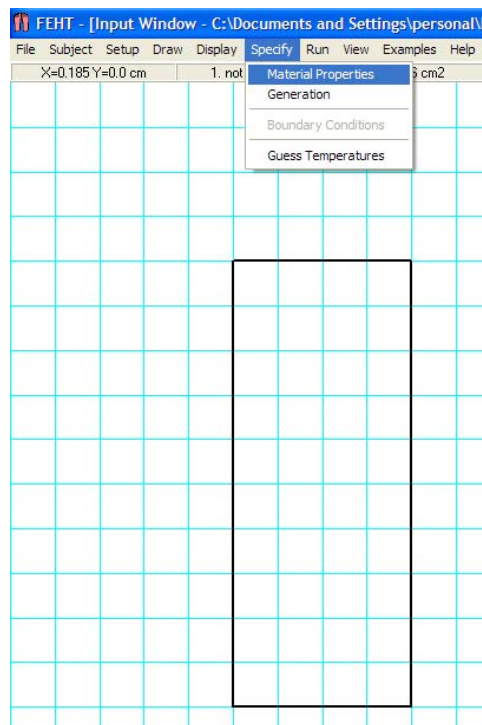 FEHT - [Input Window - C:\Documents and Settings\personal\
File Subject Setup Draw Display Specify Run View Examples Help
X=0.185 Y=0.0 cm 1. not cm2
Material Properties
Generation
Boundary Conditions
Guess Temperatures